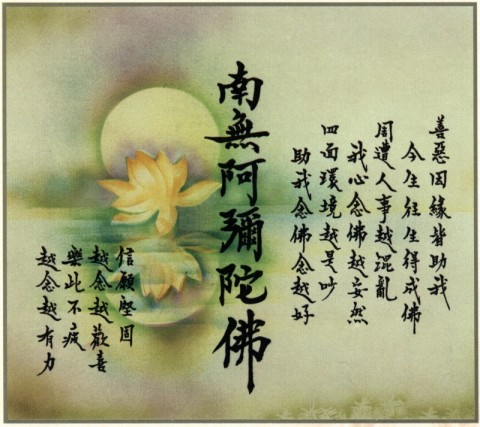 善惡因緣皆助我
今生往生得成佛
周遭人事越混亂
我心念佛越安然
四面環境越是吵
助我念佛念越好
南無阿彌陀佛
信願堅固
越念越歡喜
樂此不疲
越念越有力